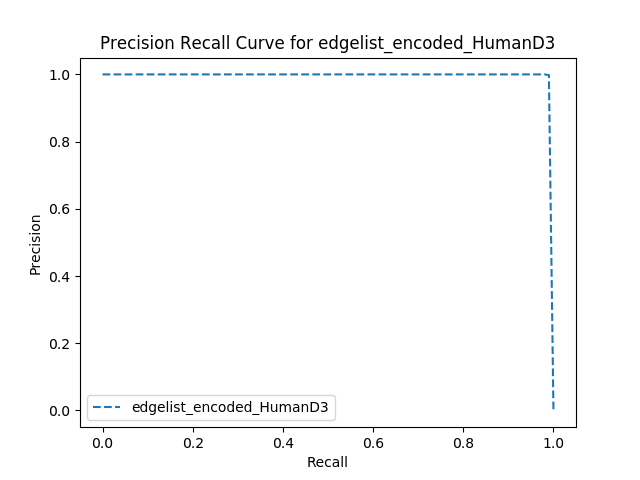 Precision Recall Curve for edgelist_encoded_HumanD3
1.0
0.8
0.6
0.4
0.2
0.0
Precision
edgelist_encoded_HumanD3
0.0 0.2 0.4 0.6 0.8 1.0
Recall